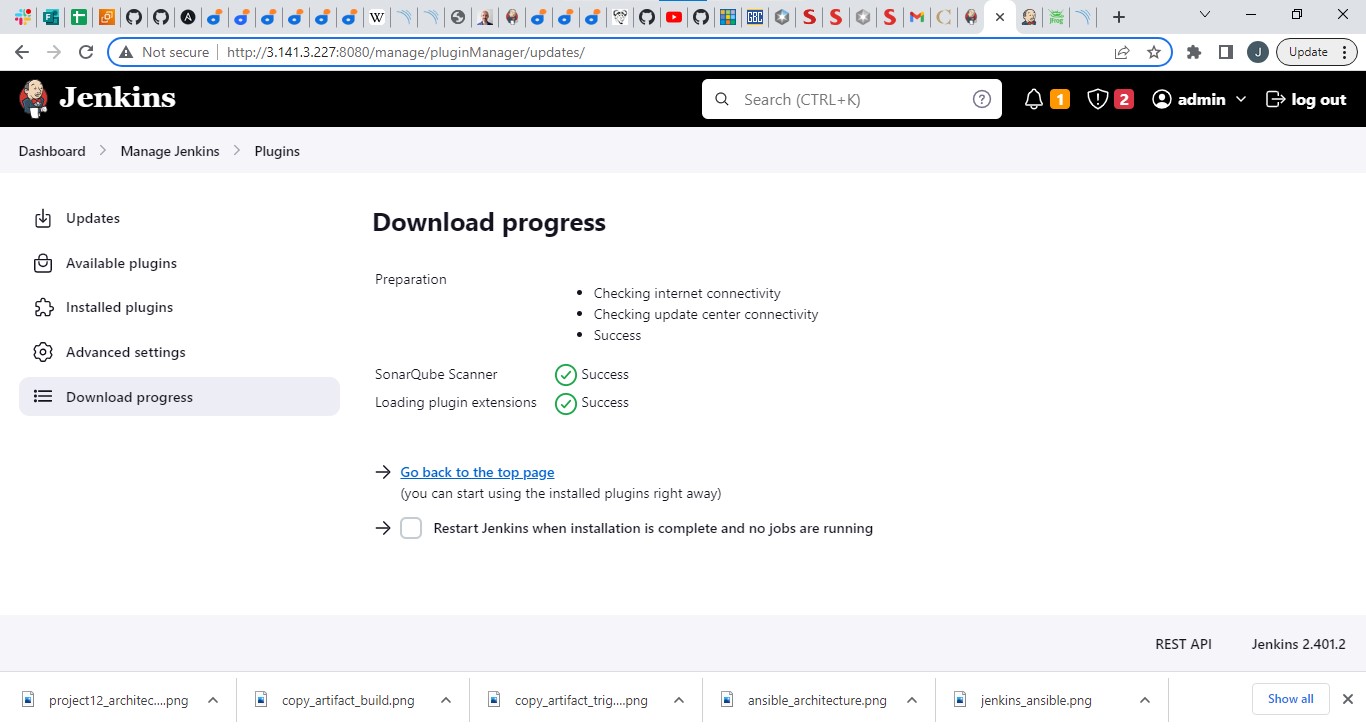 Not secure
http://3.141.3.227:8080/manage/pluginManager/updates/
J
Update
Jenkins
Search (CTRL+K)
1
2
admin
log out
Dashboard
Manage Jenkins
Plugins
Updates
Available plugins
Installed plugins
Advanced settings
Download progress
Download progress
Preparation
Checking internet connectivity
Checking update center connectivity
Success
SonarQube Scanner
Success
Loading plugin extensions
Success
Go back to the top page
(you can start using the installed plugins right away)
Restart Jenkins when installation is complete and no jobs are running
REST API
Jenkins 2.401.2
project12_architec....png
copy_artifact_build.png
copy_artifact_trig....png
ansible_architecture.png
jenkins_ansible.png
Show all